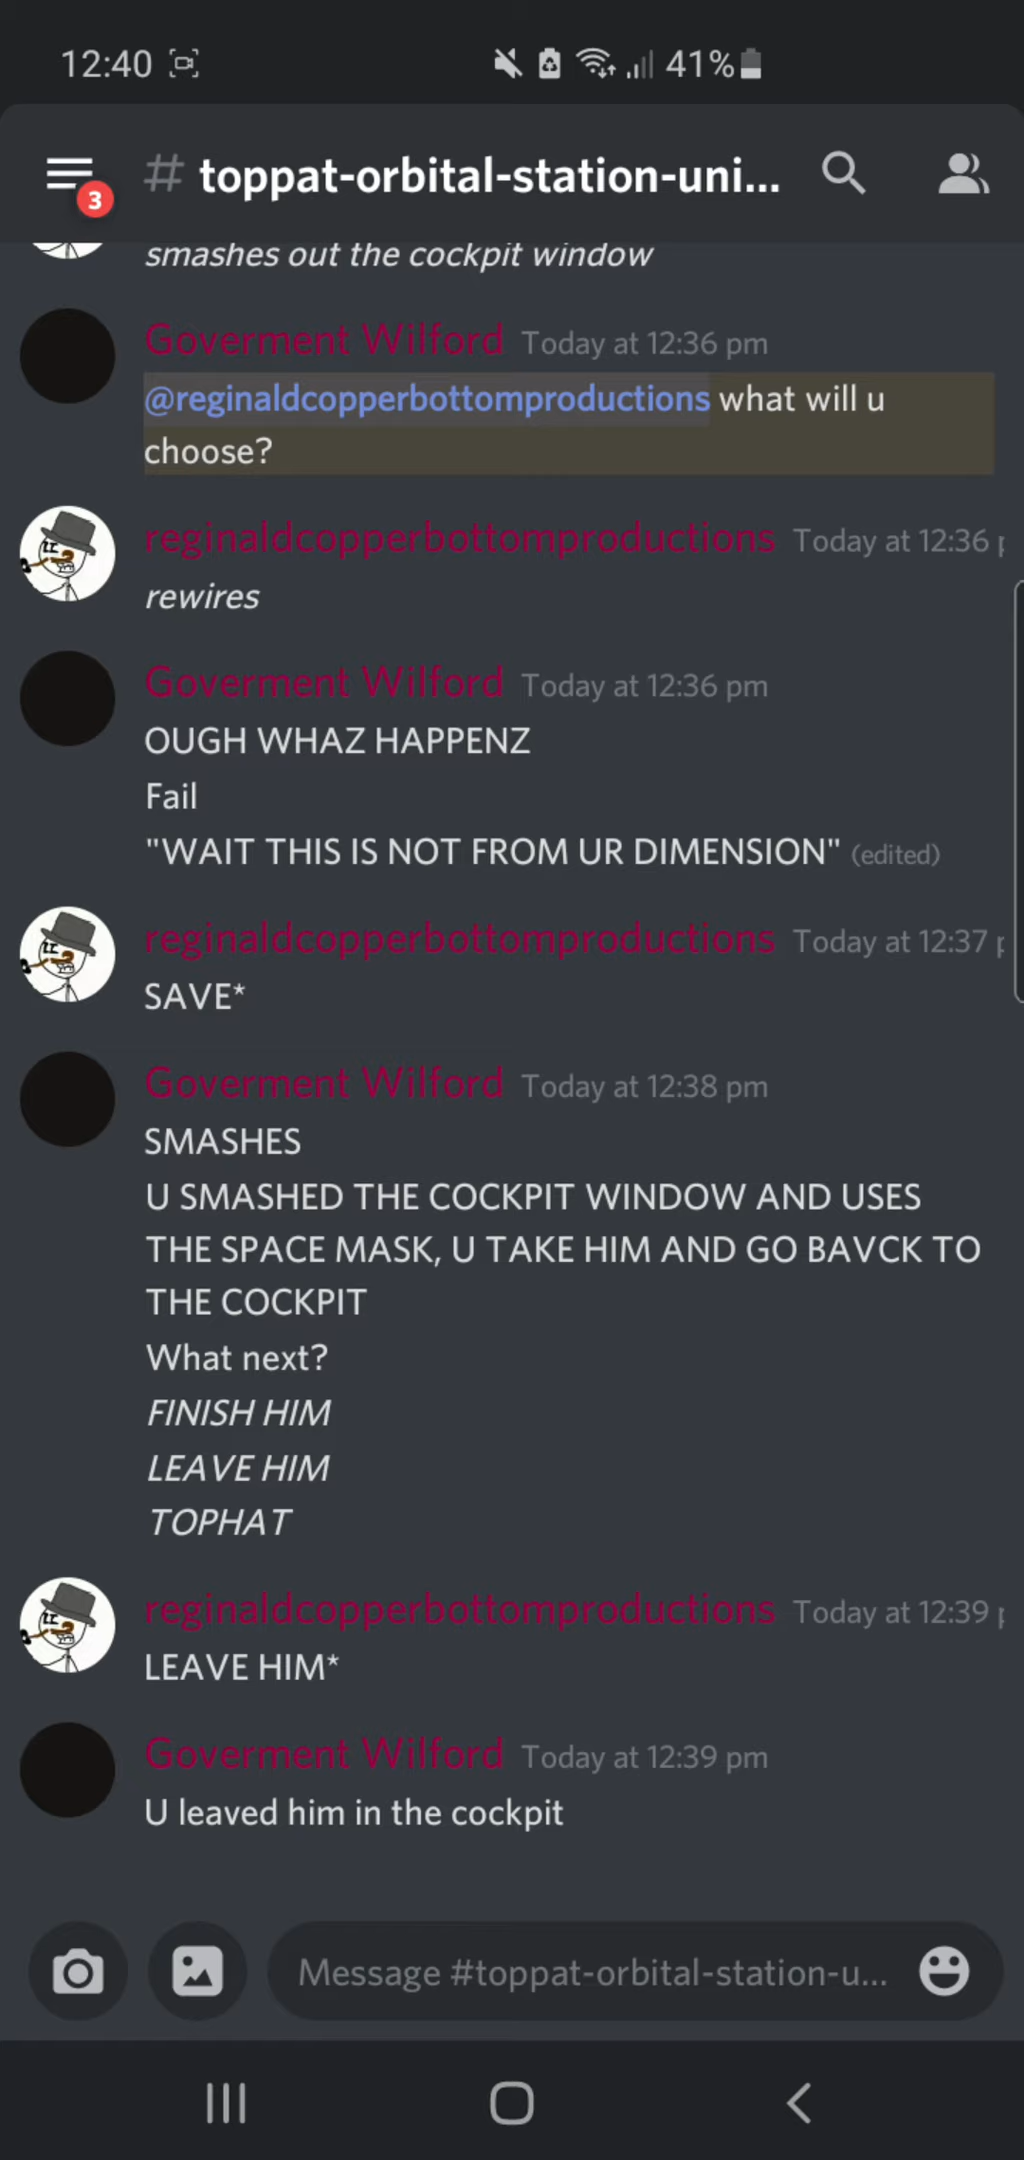 12:40 41%
3
# toppat-orbital-station-uni...
smashes out the cockpit window
Goverment Wilford Today at 12:36 pm
@reginaldcopperbottomproductions what will u
choose?
reginaldcopperbottomproductions Today at 12:36 p
rewires
Goverment Wilford Today at 12:36 pm
OUGH WHAZ HAPPENZ
Fail
"WAIT THIS IS NOT FROM UR DIMENSION" (edited)
reginaldcopperbottomproductions Today at 12:37 p
SAVE*
Goverment Wilford Today at 12:38 pm
SMASHES
U SMASHED THE COCKPIT WINDOW AND USES
THE SPACE MASK, U TAKE HIM AND GO BAVCK TO
THE COCKPIT
What next?
FINISH HIM
LEAVE HIM
TOPHAT
reginaldcopperbottomproductions Today at 12:39 p
LEAVE HIM*
Goverment Wilford Today at 12:39 pm
U leaved him in the cockpit
Message #toppat-orbital-station-u...